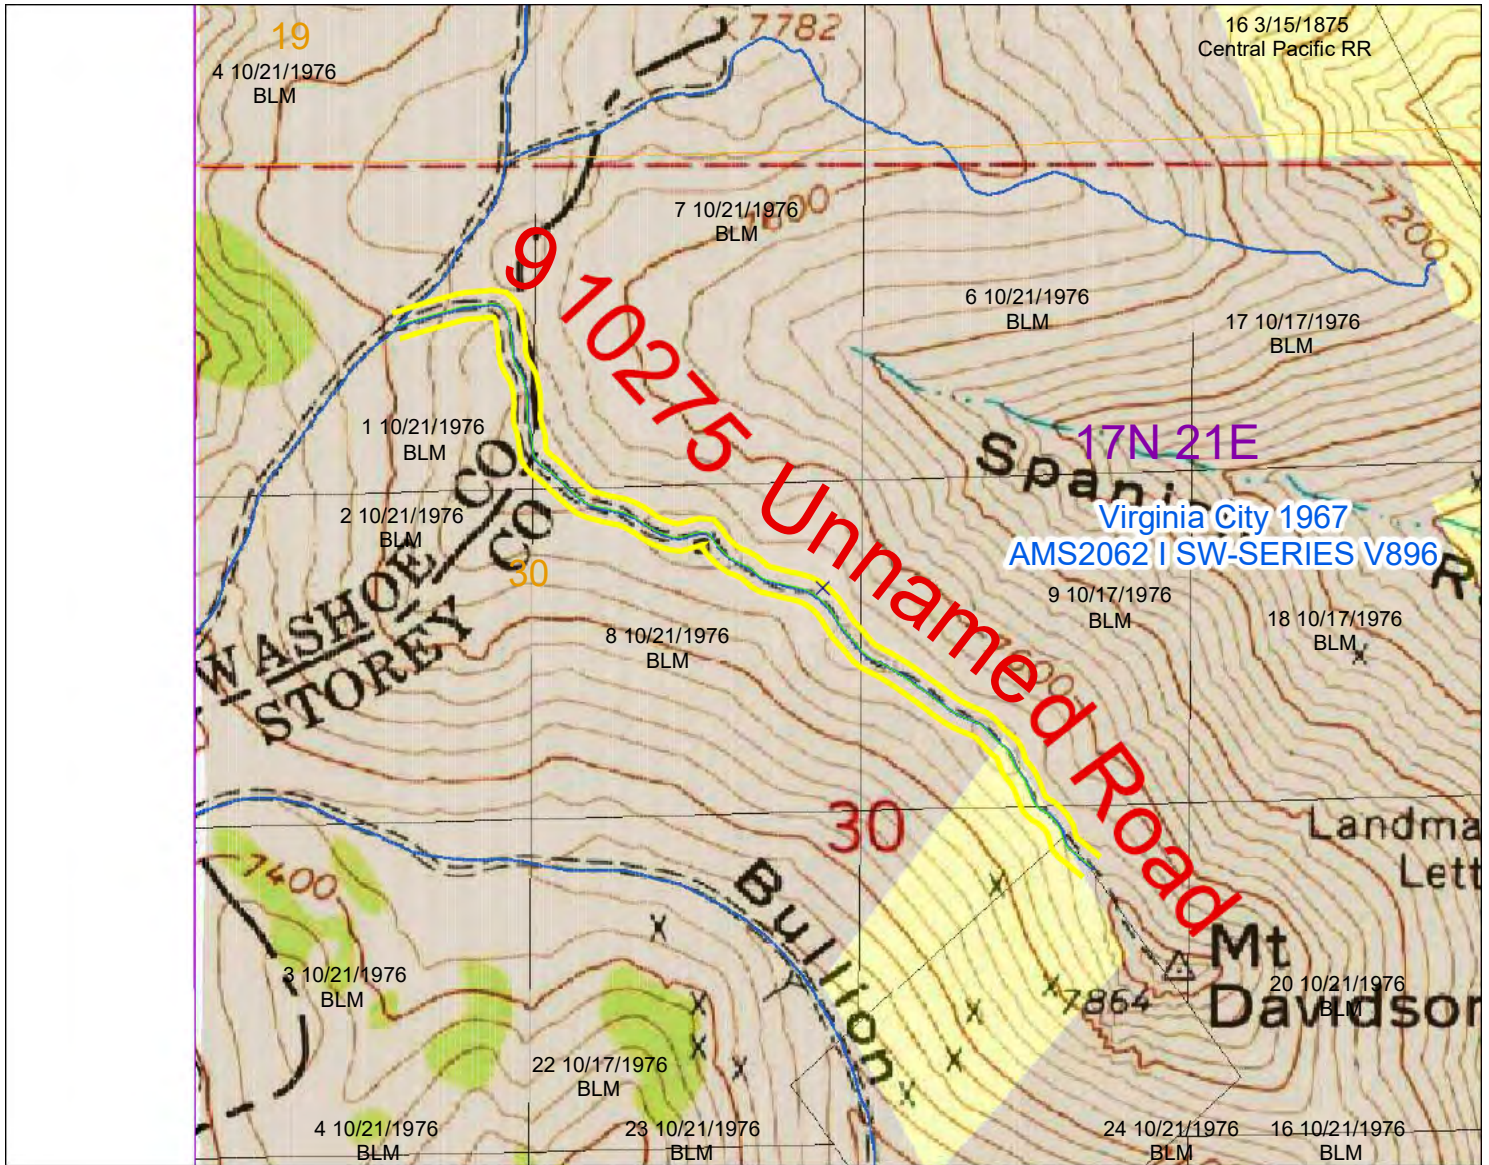 7782
16 3/15/1875
Central Pacific RR
19
4 10/21/1976
BLM
7 10/21/1976
BLM
7200
6 10/21/1976
BLM
17 10/17/1976
BLM
9 10275 Unnamed Road
1 10/21/1976
BLM
17N 21E
2 10/21/1976
BLM
Virginia City 1967
AMS2062 I SW-SERIES V896
WASHOE CO
STOREY CO
30
9 10/17/1976
BLM
18 10/17/1976
BLM
8 10/21/1976
BLM
30
Landma
Lett
7400
Bullion
Mt
Davidson
7864
3 10/21/1976
BLM
20 10/21/1976
BLM
22 10/17/1976
BLM
4 10/21/1976
BLM
23 10/21/1976
BLM
24 10/21/1976
BLM
16 10/21/1976
BLM